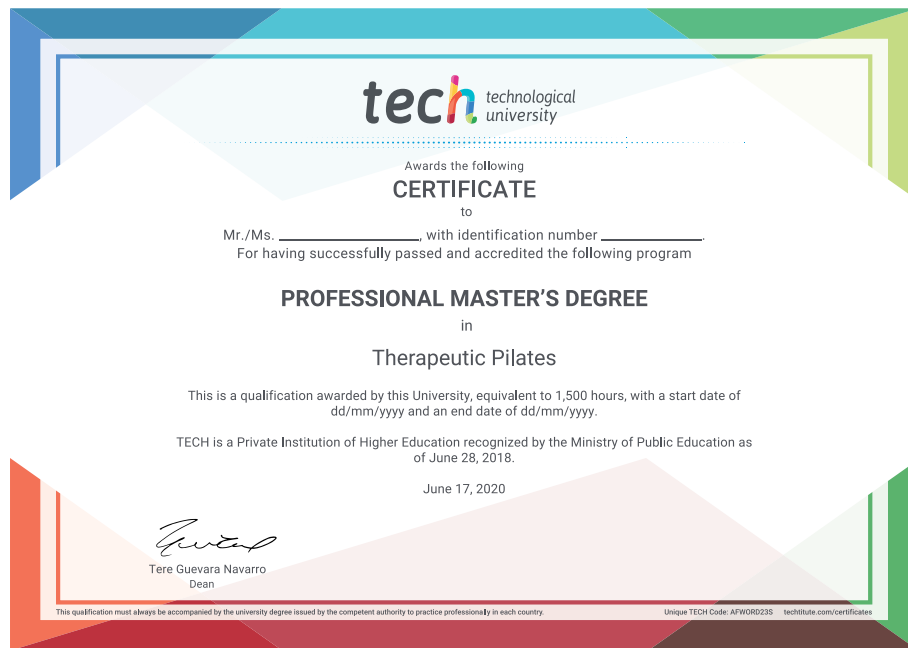 tech technological
university
Awards the following
CERTIFICATE
to
Mr./Ms. ________________, with identification number ____________.
For having successfully passed and accredited the following program
PROFESSIONAL MASTER'S DEGREE
in
Therapeutic Pilates
This is a qualification awarded by this University, equivalent to 1,500 hours, with a start date of
dd/mm/yyyy and an end date of dd/mm/yyyy.
TECH is a Private Institution of Higher Education recognized by the Ministry of Public Education as
of June 28, 2018.
June 17, 2020
Tere Guevara Navarro
Dean
This qualification must always be accompanied by the university degree issued by the competent authority to practice professionally in each country.
Unique TECH Code: AFWORD23S techtitute.com/certificates